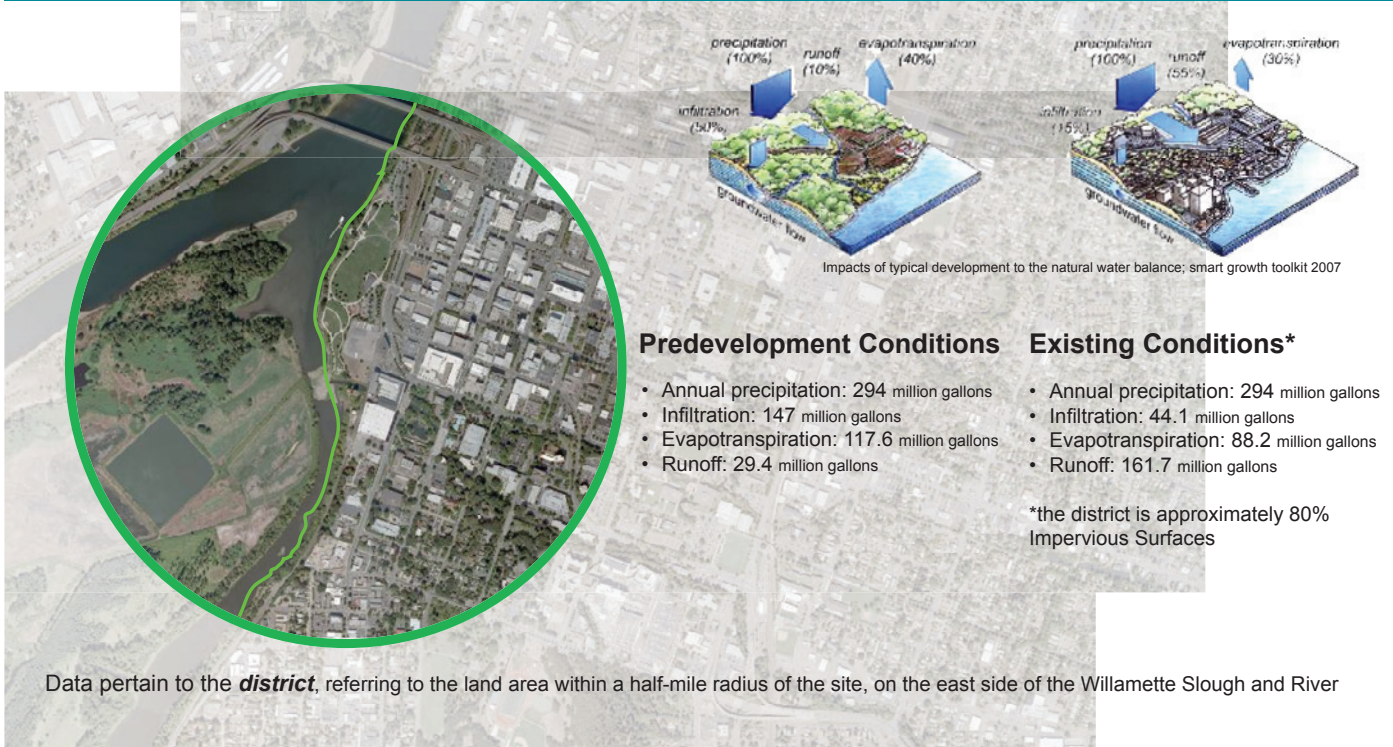 precipitation
(100%)
runoff
(10%)
evapotranspiration
(40%)
infiltration
(50%)
groundwater flow
precipitation
(100%)
runoff
(55%)
evapotranspiration
(30%)
infiltration
(15%)
groundwater flow
Impacts of typical development to the natural water balance; smart growth toolkit 2007
Predevelopment Conditions
• Annual precipitation: 294 million gallons
• Infiltration: 147 million gallons
• Evapotranspiration: 117.6 million gallons
• Runoff: 29.4 million gallons
Existing Conditions*
• Annual precipitation: 294 million gallons
• Infiltration: 44.1 million gallons
• Evapotranspiration: 88.2 million gallons
• Runoff: 161.7 million gallons
*the district is approximately 80%
Impervious Surfaces
Data pertain to the district, referring to the land area within a half-mile radius of the site, on the east side of the Willamette Slough and River